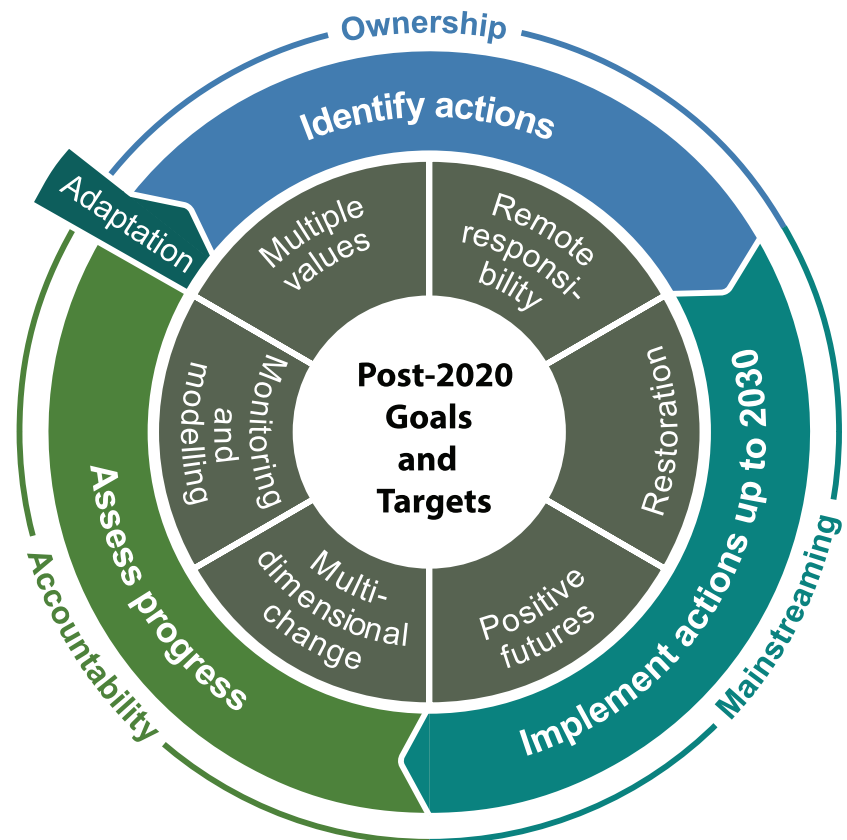 Ownership
Identify actions
Adaptation
Multiple
values
Remote
responsi-
bility
Monitoring
and
modelling
Post-2020
Goals
and
Targets
Restoration
Implement actions up to 2030
Assess progress
Multi-
dimensional
change
Positive
futures
Accountability
Mainstreaming